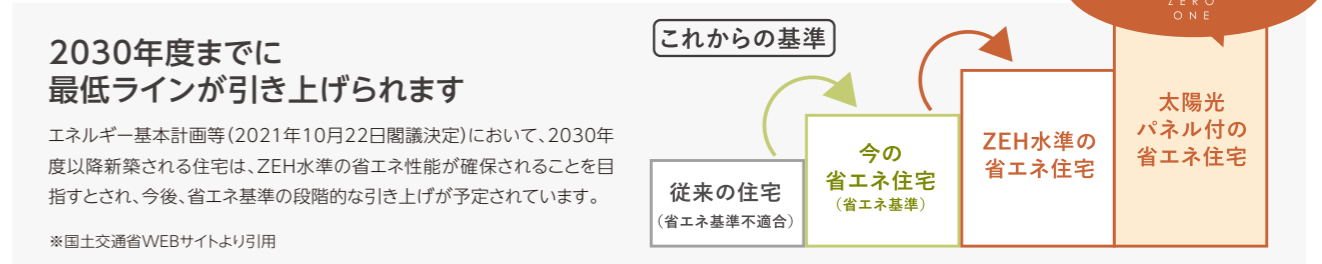 2030年度までに
最低ラインが引き上げられます
エネルギー基本計画等(2021年10月22日閣議決定)において、2030年
度以降新築される住宅は、ZEH水準の省エネ性能が確保されることを目
指すとされ、今後、省エネ基準の段階的な引き上げが予定されています。
※国土交通省WEBサイトより引用
これからの基準
従来の住宅
(省エネ基準不適合)
今の
省エネ住宅
(省エネ基準)
ZEH水準の
省エネ住宅
ZERO
ONE
太陽光
パネル付の
省エネ住宅